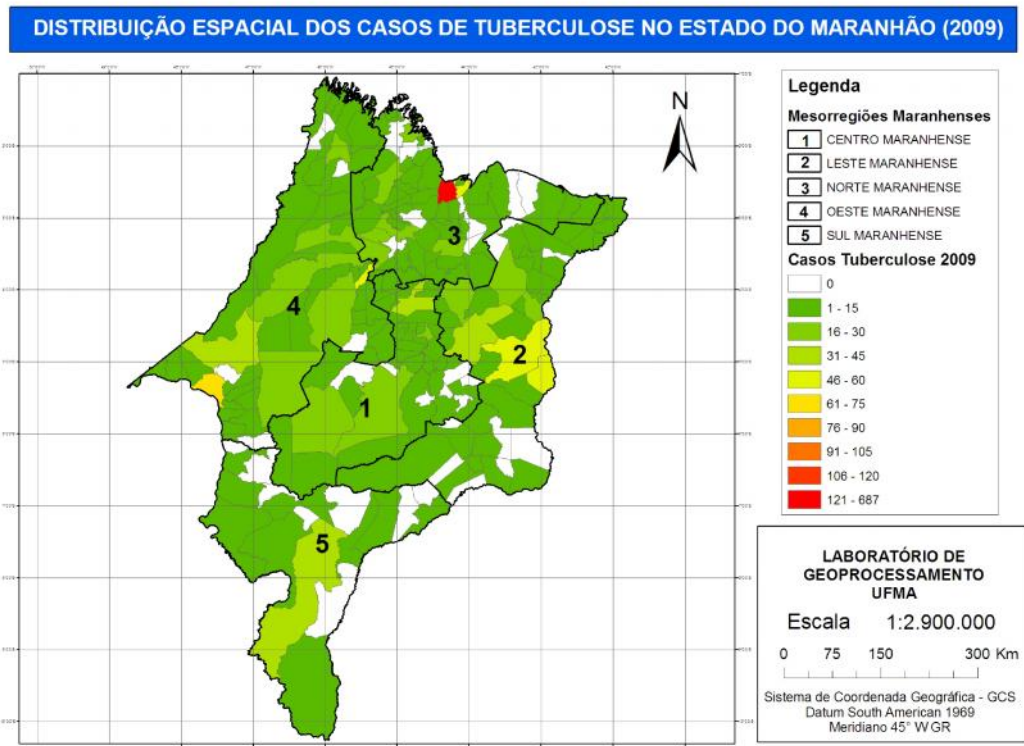 DISTRIBUIÇÃO ESPACIAL DOS CASOS DE TUBERCULOSE NO ESTADO DO MARANHÃO (2009)
N
3
4
2
1
5
Legenda
Mesorregiões Maranhenses
1 CENTRO MARANHENSE
2 LESTE MARANHENSE
3 NORTE MARANHENSE
4 OESTE MARANHENSE
5 SUL MARANHENSE
Casos Tuberculose 2009
0
1 - 15
16 - 30
31 - 45
46 - 60
61 - 75
76 - 90
91 - 105
106 - 120
121 - 687
LABORATÓRIO DE
GEOPROCESSAMENTO
UFMA
Escala 1:2.900.000
0 75 150 300 Km
Sistema de Coordenada Geográfica - GCS
Datum South American 1969
Meridiano 45° W GR